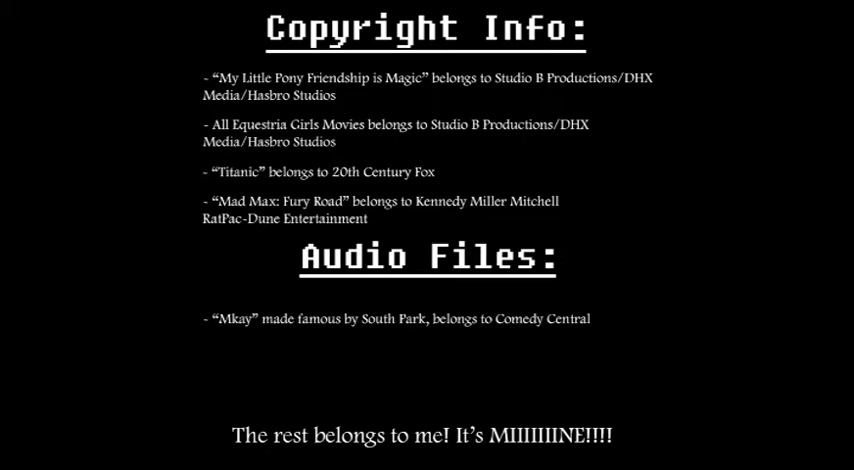 Copyright Info:
~ “My Little Pony Friendship is Magic” belongs to Studio B Productions/DHX
Media/Hasbro Studios
~ All Equestria Girls Movies belongs to Studio B Productions/DHX
Media/Hasbro Studios
~ “Titanic” belongs to 20th Century Fox
~ “Mad Max: Fury Road” belongs to Kennedy Miller Mitchell
RatPac-Dune Entertainment
Audio Files:
~ “Mkay” made famous by South Park, belongs to Comedy Central
The rest belongs to me! It’s MIIIIIIINE!!!!